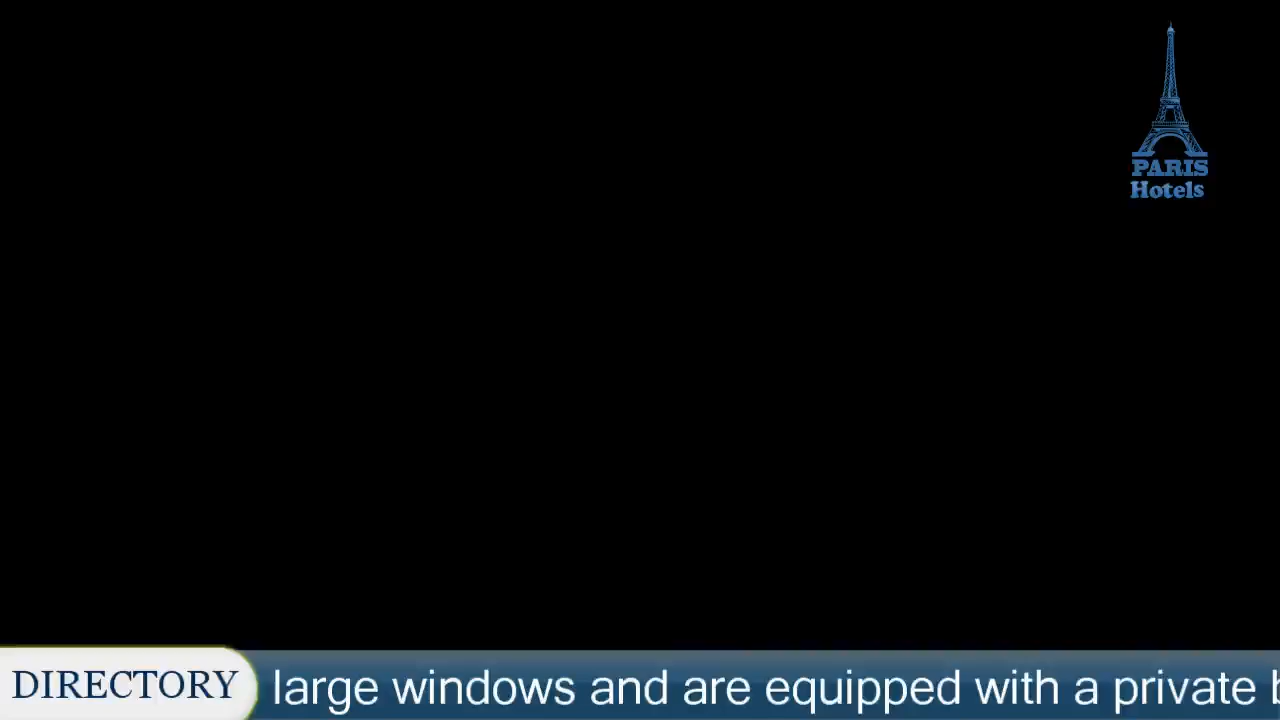 PARIS
Hotels
DIRECTORY
large windows and are equipped with a private